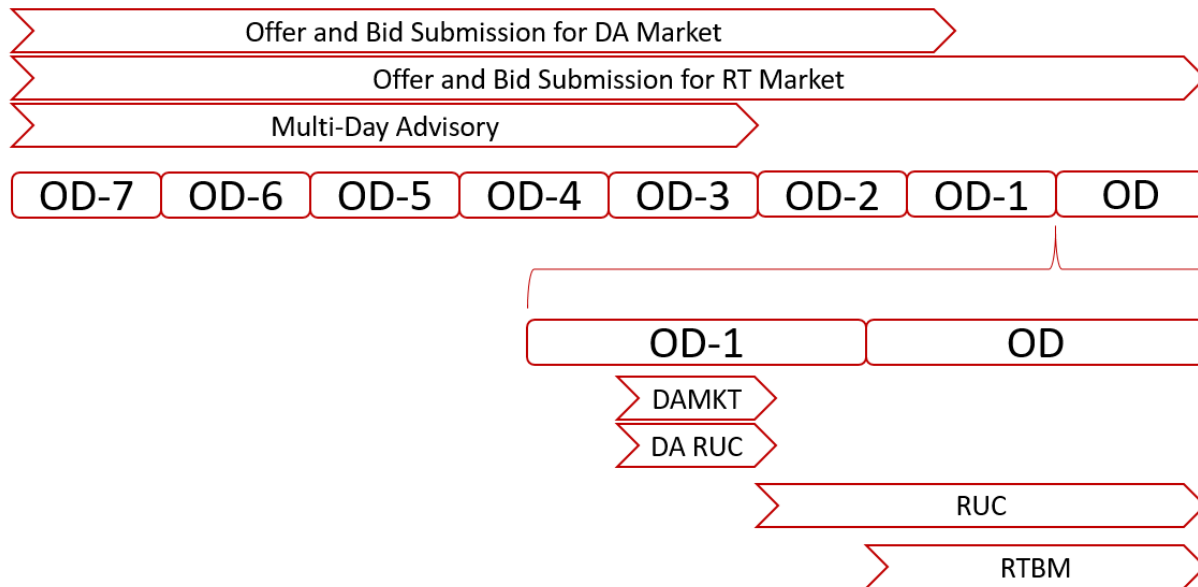 Offer and Bid Submission for DA Market
Offer and Bid Submission for RT Market
Multi-Day Advisory
OD-7 OD-6 OD-5 OD-4 OD-3 OD-2 OD-1 OD
OD-1 OD
DAMKT
DA RUC
RUC
RTBM